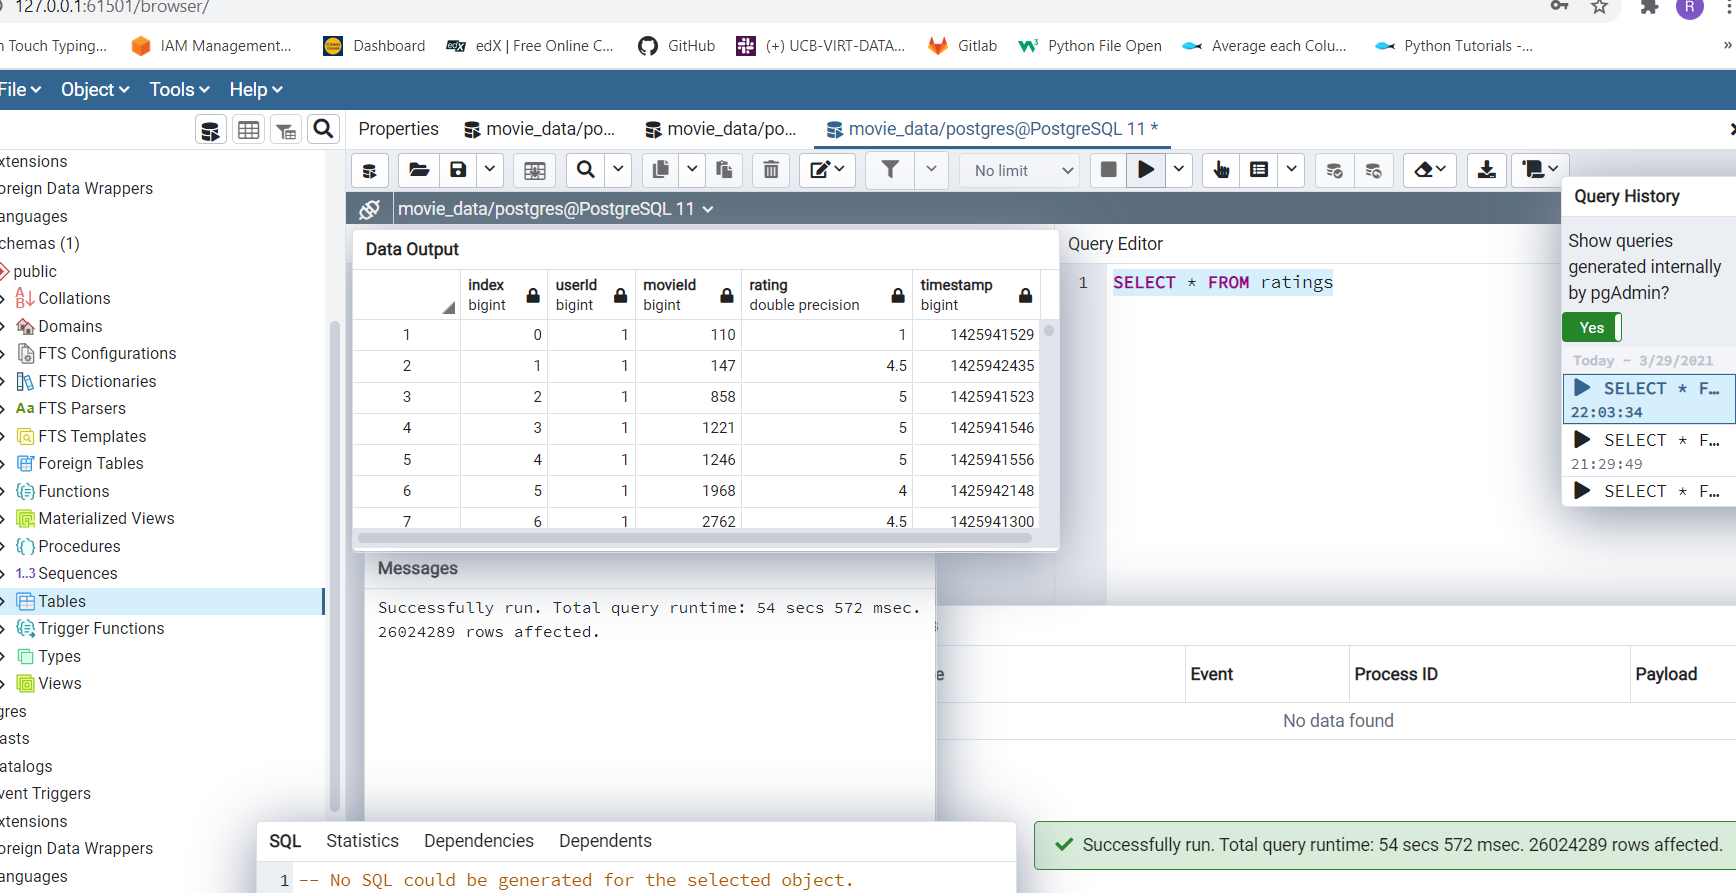 127.0.0.1:61501/browser/
R
n Touch Typing...
IAM Management...
Dashboard
edX
edX | Free Online C...
GitHub
(+) UCB-VIRT-DATA...
Gitlab
Python File Open
Average each Colu...
Python Tutorials -...
»
File
Object
Tools
Help
Properties
movie_data/po...
movie_data/po...
movie_data/postgres@PostgreSQL 11 *
No limit
movie_data/postgres@PostgreSQL 11
xtensions
oreign Data Wrappers
anguages
chemas (1)
public
Collations
Domains
FTS Configurations
FTS Dictionaries
Aa FTS Parsers
FTS Templates
Foreign Tables
Functions
Materialized Views
Procedures
1..3 Sequences
Tables
Trigger Functions
Types
Views
gres
asts
atalogs
vent Triggers
xtensions
oreign Data Wrappers
anguages
Data Output
index userId movieId rating timestamp
bigint bigint bigint double precision bigint
1 0 1 110 1 1425941529
2 1 1 147 4.5 1425942435
3 2 1 858 5 1425941523
4 3 1 1221 5 1425941546
5 4 1 1246 5 1425941556
6 5 1 1968 4 1425942148
7 6 1 2762 4.5 1425941300
Query Editor
1 SELECT * FROM ratings
Query History
Show queries
generated internally
by pgAdmin?
Yes
Today - 3/29/2021
SELECT * F...
22:03:34
SELECT * F...
21:29:49
SELECT * F...
Messages
Successfully run. Total query runtime: 54 secs 572 msec.
26024289 rows affected.
s
e Event Process ID Payload
No data found
SQL Statistics Dependencies Dependents
1 -- No SQL could be generated for the selected object.
Successfully run. Total query runtime: 54 secs 572 msec. 26024289 rows affected.